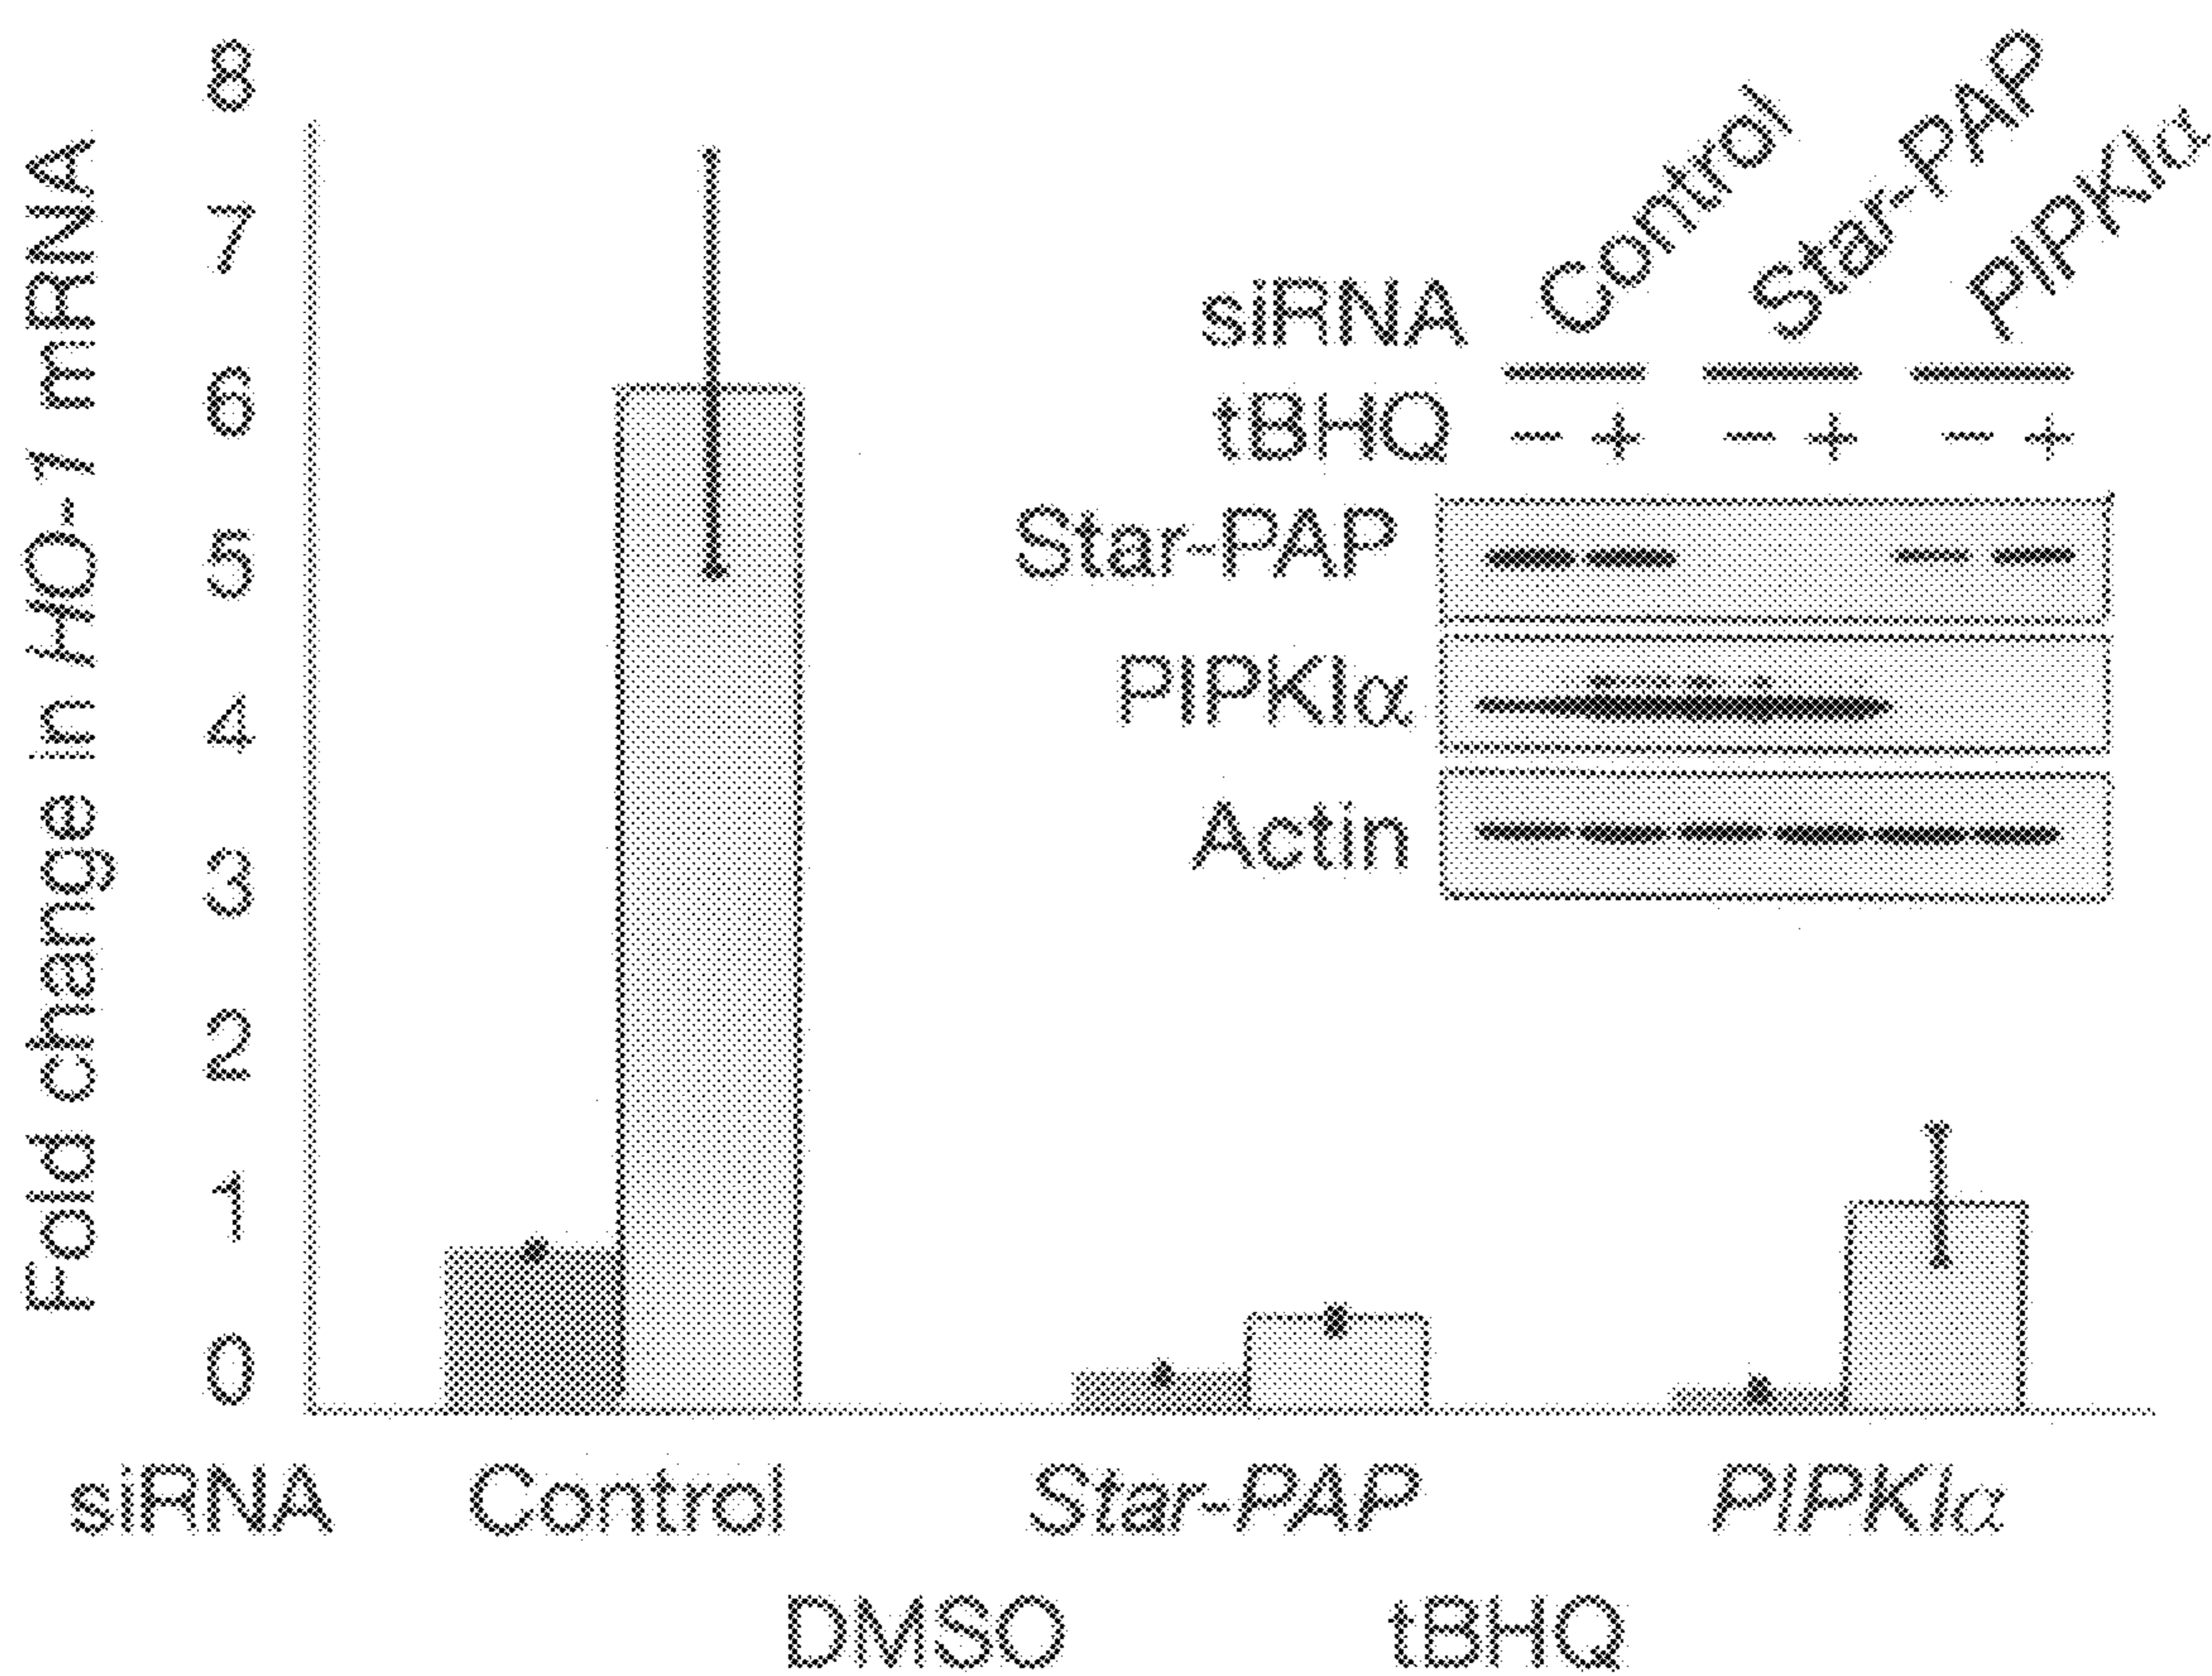 Fold change in HO-1 mRNA
8
7
6
5
4
3
2
1
0
siRNA Control Star-PAP PIPKIα
tBHQ − + − + − +
Star-PAP
PIPKIα
Actin
siRNA Control Star-PAP PIPKIα
DMSO tBHQ